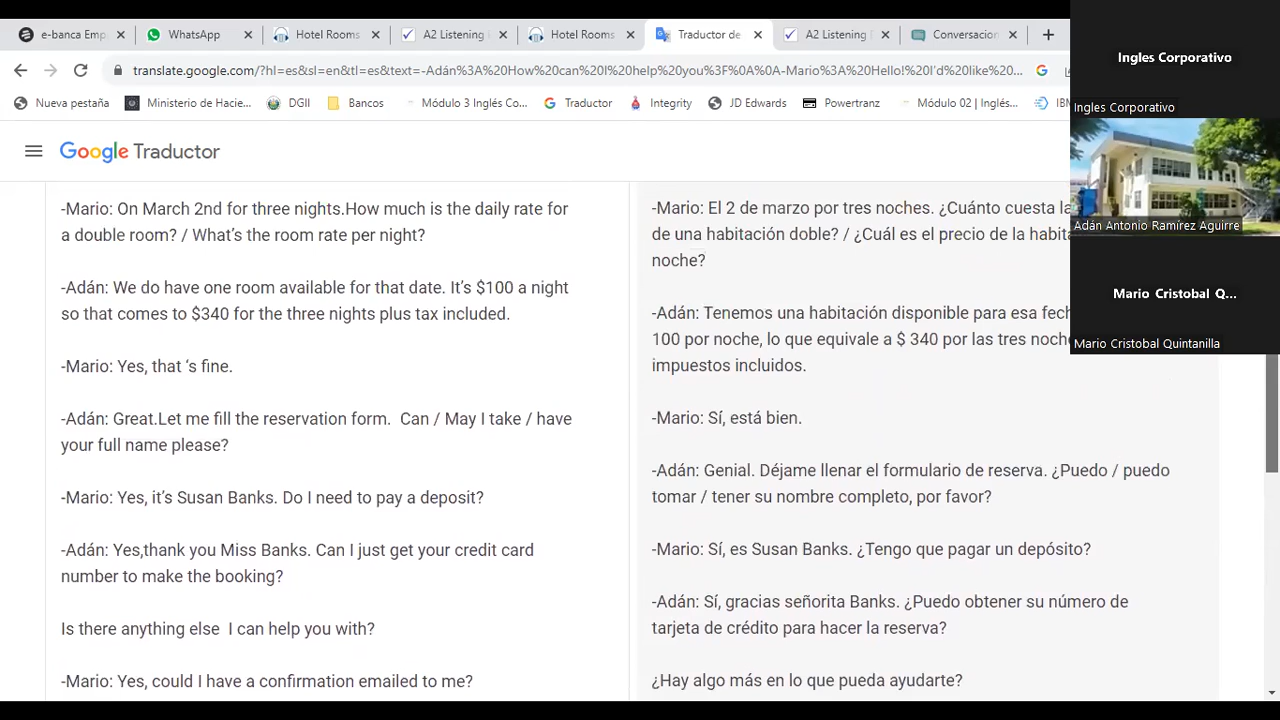 e-banca Emp
WhatsApp
Hotel Rooms
A2 Listening
Hotel Rooms
Traductor de
A2 Listening
Conversacion
translate.google.com/?hl=es&sl=en&tl=es&text=-Adán%3A%20How%20can%20I%20help%20you%3F%0A%0A-Mario%3A%20Hello!%20I'd%20like%20...
Nueva pestaña
Ministerio de Hacie...
DGII
Bancos
Módulo 3 Inglés Co...
Traductor
Integrity
JD Edwards
Powertranz
Módulo 02 | Inglés...
IBM
Google Traductor
-Mario: On March 2nd for three nights.How much is the daily rate for
a double room? / What’s the room rate per night?
-Adán: We do have one room available for that date. It’s $100 a night
so that comes to $340 for the three nights plus tax included.
-Mario: Yes, that ‘s fine.
-Adán: Great.Let me fill the reservation form.  Can / May I take / have
your full name please?
-Mario: Yes, it’s Susan Banks. Do I need to pay a deposit?
-Adán: Yes,thank you Miss Banks. Can I just get your credit card
number to make the booking?
Is there anything else  I can help you with?
-Mario: Yes, could I have a confirmation emailed to me?
-Mario: El 2 de marzo por tres noches. ¿Cuánto cuesta la
de una habitación doble? / ¿Cuál es el precio de la habita
noche?
-Adán: Tenemos una habitación disponible para esa fech
100 por noche, lo que equivale a $ 340 por las tres noche
impuestos incluidos.
-Mario: Sí, está bien.
-Adán: Genial. Déjame llenar el formulario de reserva. ¿Puedo / puedo
tomar / tener su nombre completo, por favor?
-Mario: Sí, es Susan Banks. ¿Tengo que pagar un depósito?
-Adán: Sí, gracias señorita Banks. ¿Puedo obtener su número de
tarjeta de crédito para hacer la reserva?
¿Hay algo más en lo que pueda ayudarte?
Ingles Corporativo
Ingles Corporativo
Adán Antonio Ramírez Aguirre
Mario Cristobal Q...
Mario Cristobal Quintanilla